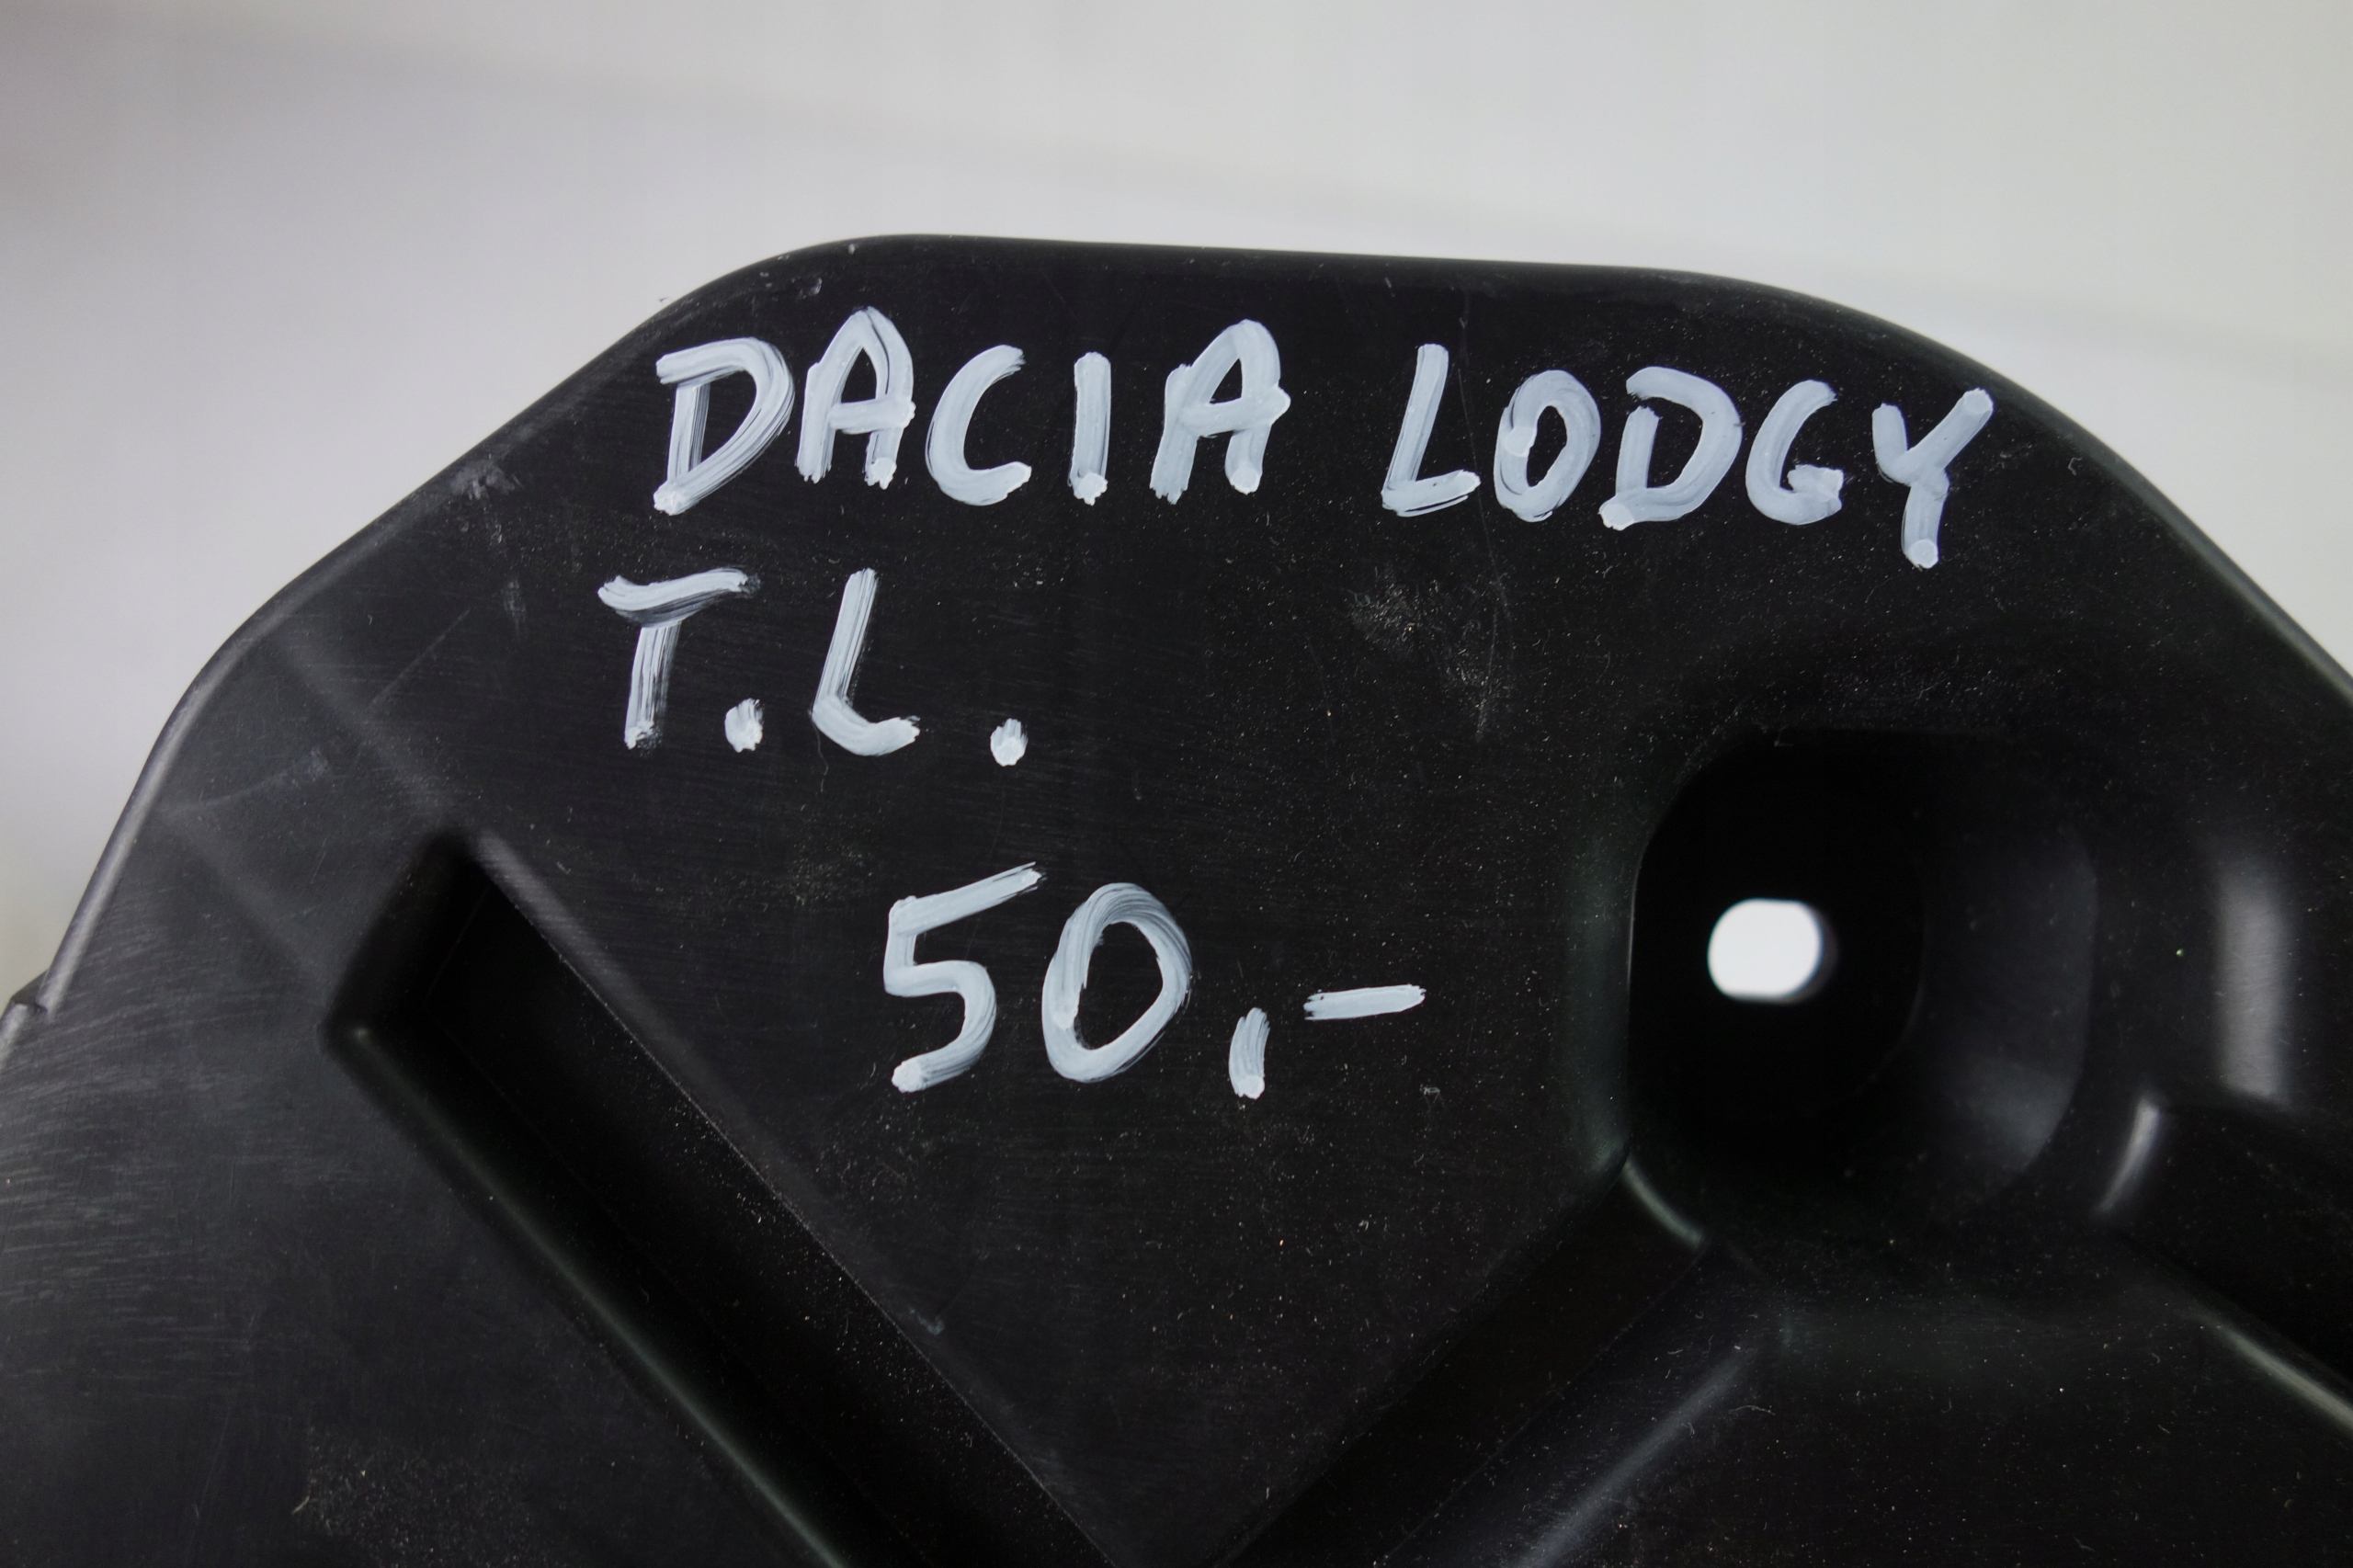 DACIA LODGY
T.L.
50,-